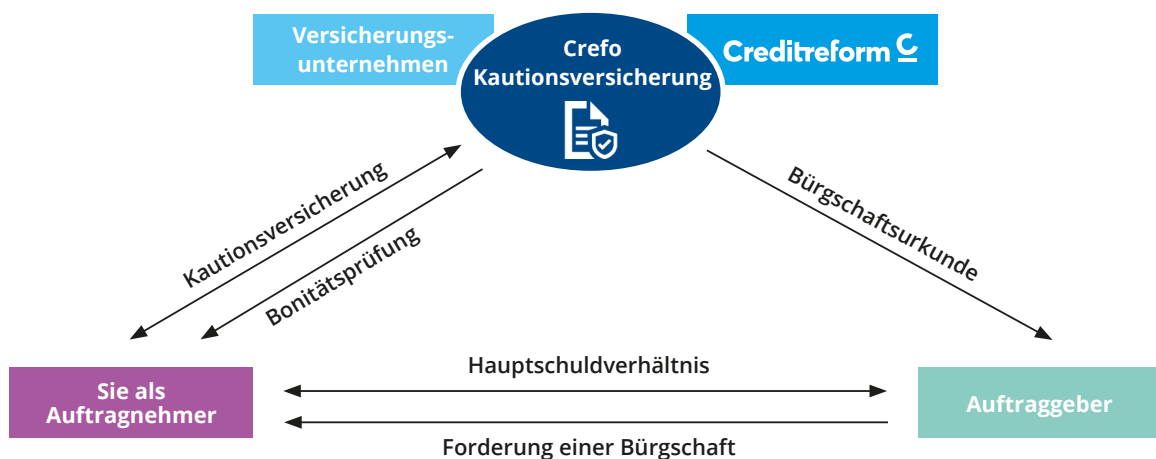 Versicherungs-
unternehmen
Crefo
Kautionsversicherung
Creditreform C
Kautionsversicherung
Bonitätsprüfung
Bürgschaftsurkunde
Hauptschuldverhältnis
Sie als
Auftragnehmer
Auftraggeber
Forderung einer Bürgschaft